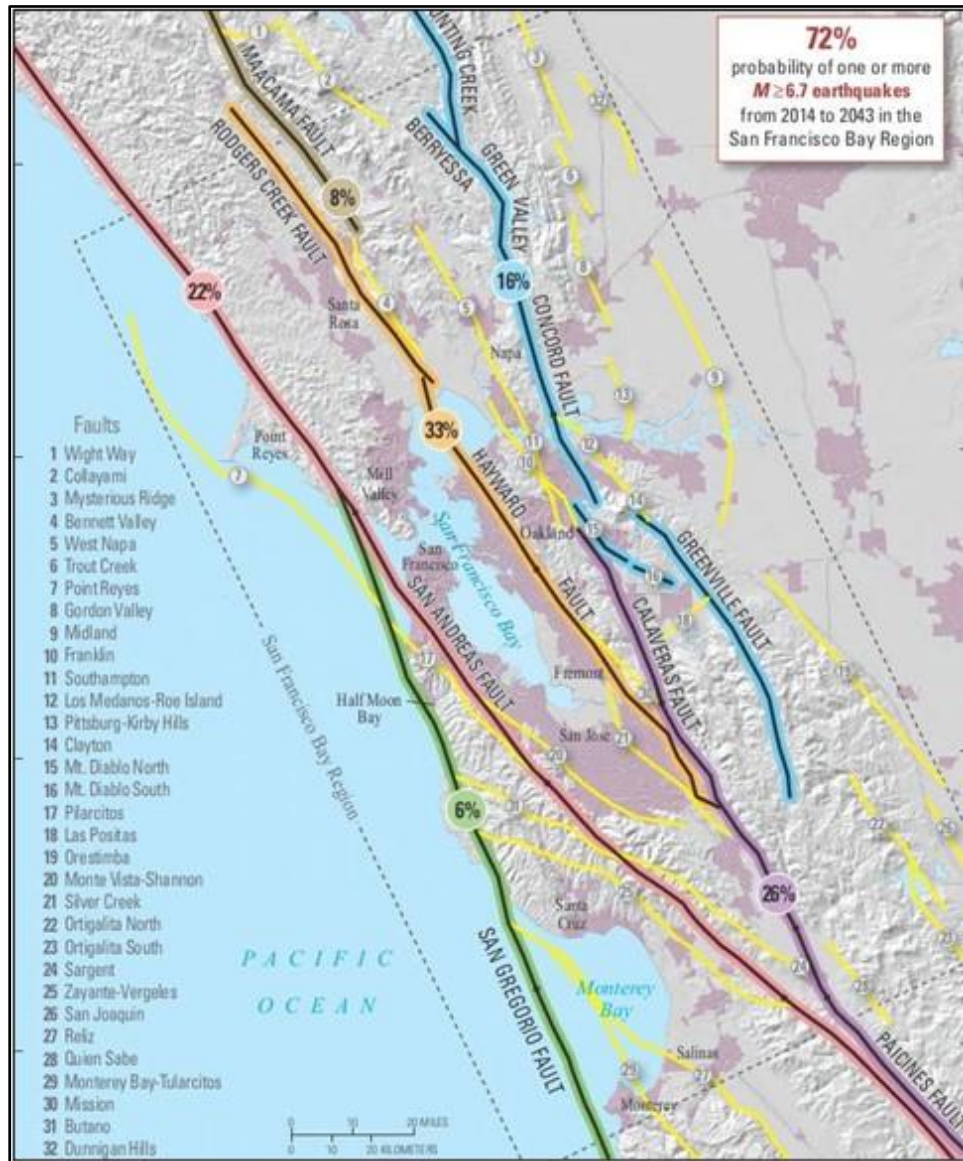 72%
probability of one or more
M ≥6.7 earthquakes
from 2014 to 2043 in the
San Francisco Bay Region
MAACAMA FAULT
RODGERS CREEK FAULT
8%
22%
BERRYESSA
GREEN VALLEY
16%
CONCORD FAULT
Santa
Rosa
Napa
33%
HAYWARD
FAULT
Point
Reyes
Mill
Valley
San
Francisco
San Francisco Bay
Oakland
GREENVILLE FAULT
CALAVERAS FAULT
SAN ANDREAS FAULT
Fremont
Half Moon
Bay
San Jose
San Francisco Bay Region
6%
26%
Santa
Cruz
SAN GREGORIO FAULT
Monterey
Bay
PAICINES FAULT
Salinas
Monterey
PACIFIC
OCEAN
Faults
1 Wight Way
2 Collayami
3 Mysterious Ridge
4 Bennett Valley
5 West Napa
6 Trout Creek
7 Point Reyes
8 Gordon Valley
9 Midland
10 Franklin
11 Southampton
12 Los Medanos-Roe Island
13 Pittsburg-Kirby Hills
14 Clayton
15 Mt. Diablo North
16 Mt. Diablo South
17 Pilarcitos
18 Las Positas
19 Orestimba
20 Monte Vista-Shannon
21 Silver Creek
22 Ortigalita North
23 Ortigalita South
24 Sargent
25 Zayante-Vergeles
26 San Joaquin
27 Reliz
28 Quien Sabe
29 Monterey Bay-Tularcitos
30 Mission
31 Butano
32 Dunnigan Hills
0 10 20 MILES
0 10 20 KILOMETERS